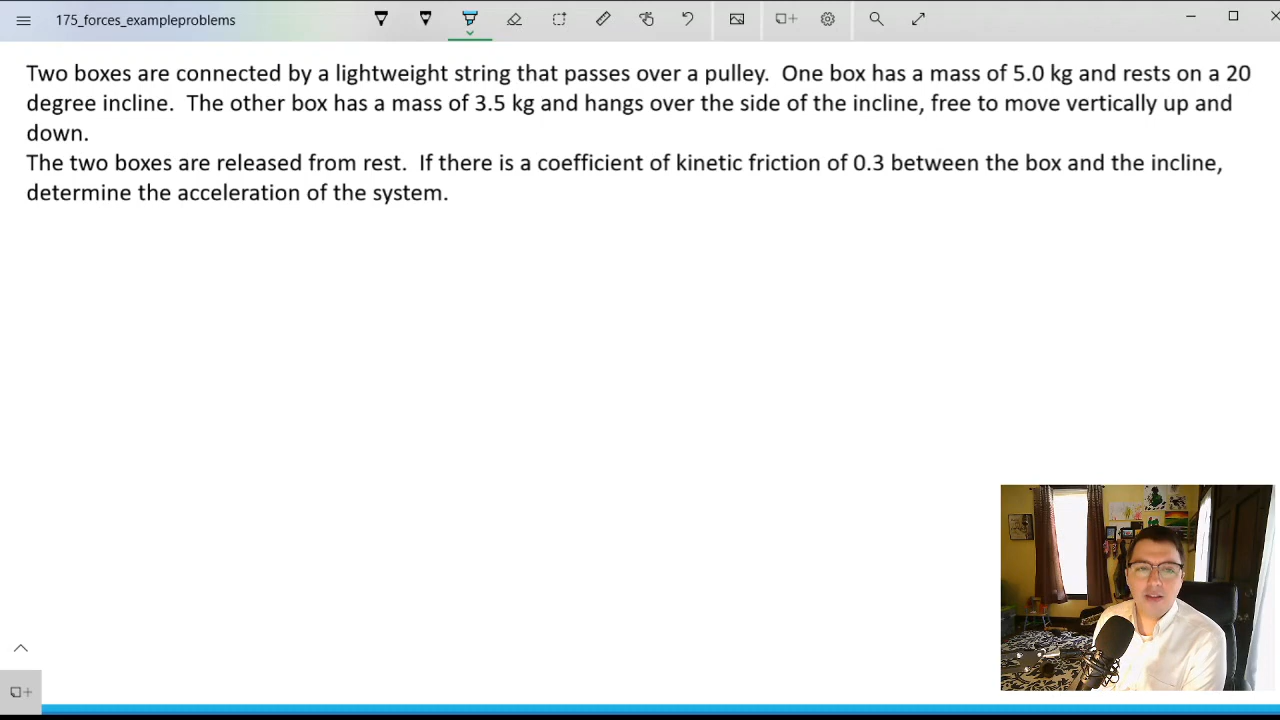 175_forces_exampleproblems
Two boxes are connected by a lightweight string that passes over a pulley.  One box has a mass of 5.0 kg and rests on a 20
degree incline.  The other box has a mass of 3.5 kg and hangs over the side of the incline, free to move vertically up and
down.
The two boxes are released from rest.  If there is a coefficient of kinetic friction of 0.3 between the box and the incline,
determine the acceleration of the system.